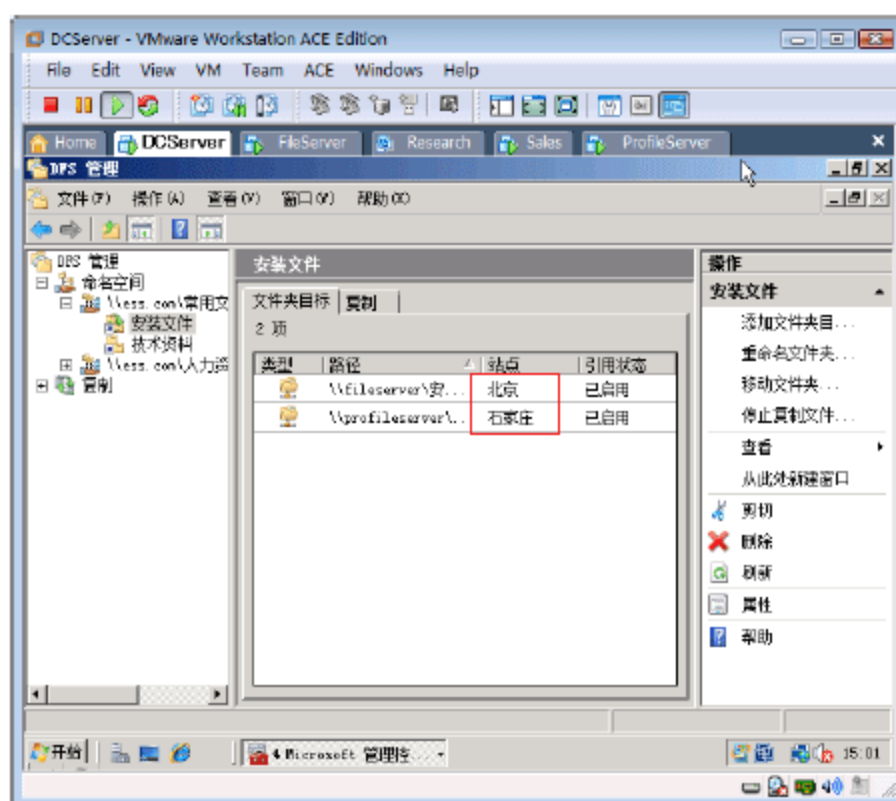 DCServer - VMware Workstation ACE Edition
File Edit View VM Team ACE Windows Help
Home DCServer FileServer Research Sales ProfileServer
DFS 管理
文件(F) 操作(A) 查看(V) 窗口(W) 帮助(H)
DFS 管理
命名空间
\\ess.com\常用文
安装文件
技术资料
\\ess.com\人力资
复制
安装文件
文件夹目标 复制
2 项
类型 路径 站点 引用状态
\\fileserver\安... 北京 已启用
\\profileserver\... 石家庄 已启用
操作
安装文件
添加文件夹目...
重命名文件夹...
移动文件夹...
停止复制文件...
查看
从此处新建窗口
剪切
删除
刷新
属性
帮助
开始 4 Microsoft 管理控... 15:01